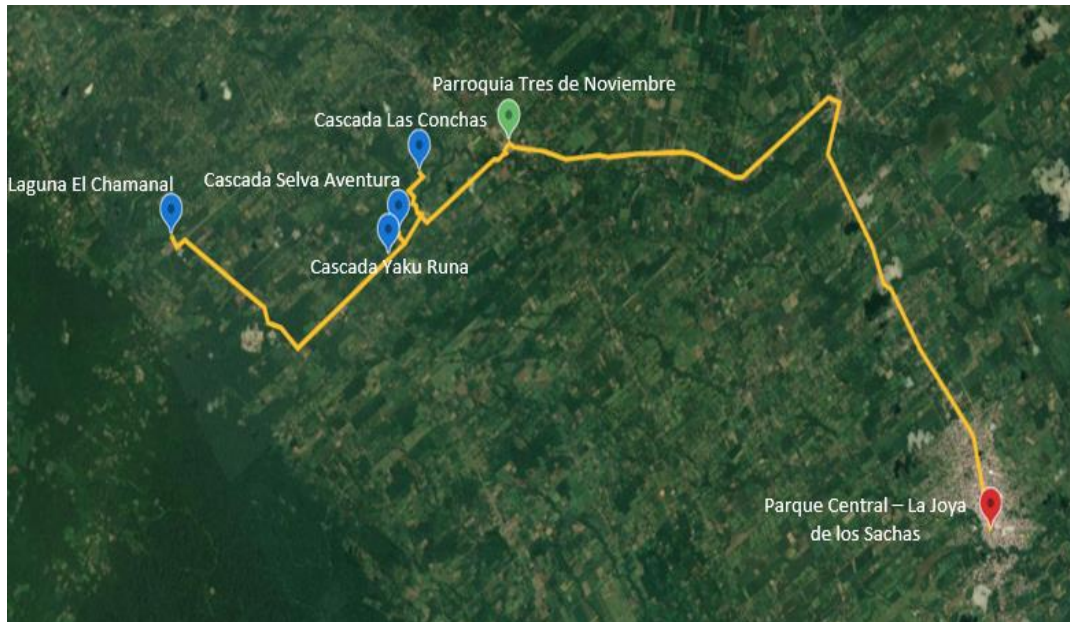 Parroquia Tres de Noviembre
Cascada Las Conchas
Cascada Selva Aventura
Laguna El Chamanal
Cascada Yaku Runa
Parque Central – La Joya
de los Sachas